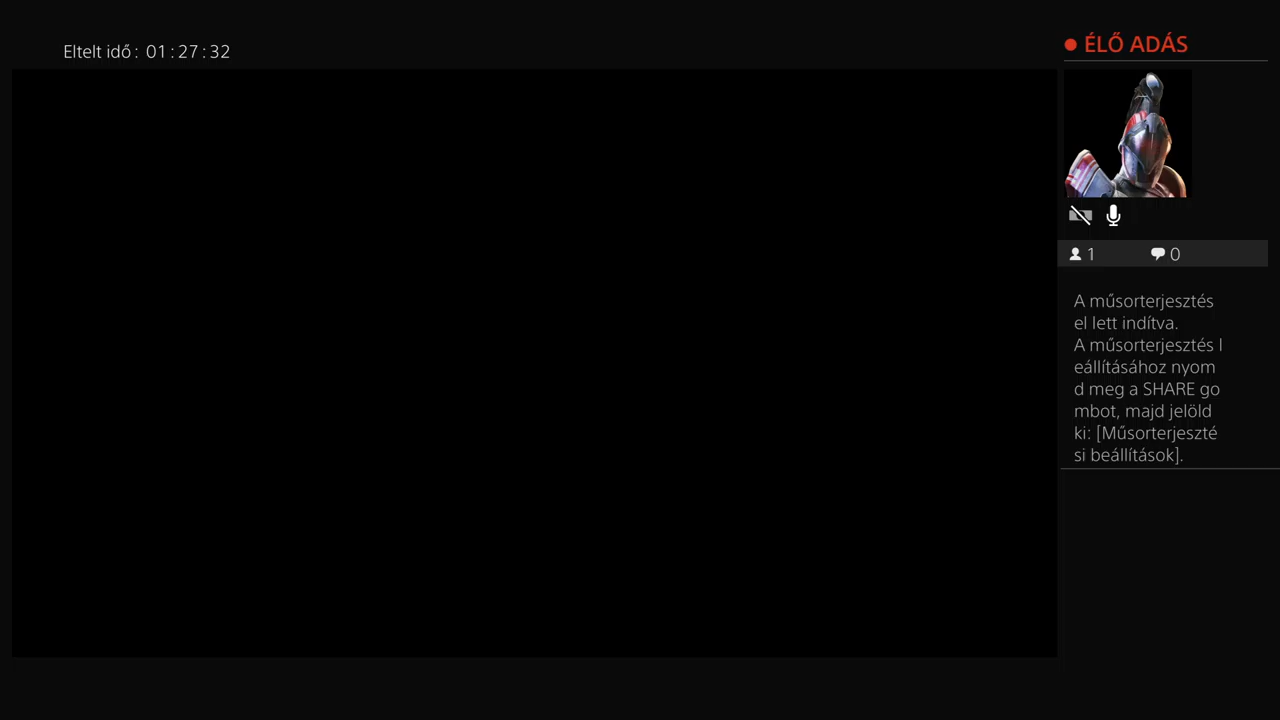 Eltelt idő: 01:27:32
ÉLŐ ADÁS
1
0
A műsorterjesztés
el lett indítva.
A műsorterjesztés l
eállításához nyom
d meg a SHARE go
mbot, majd jelöld
ki: [Műsorterjeszté
si beállítások].